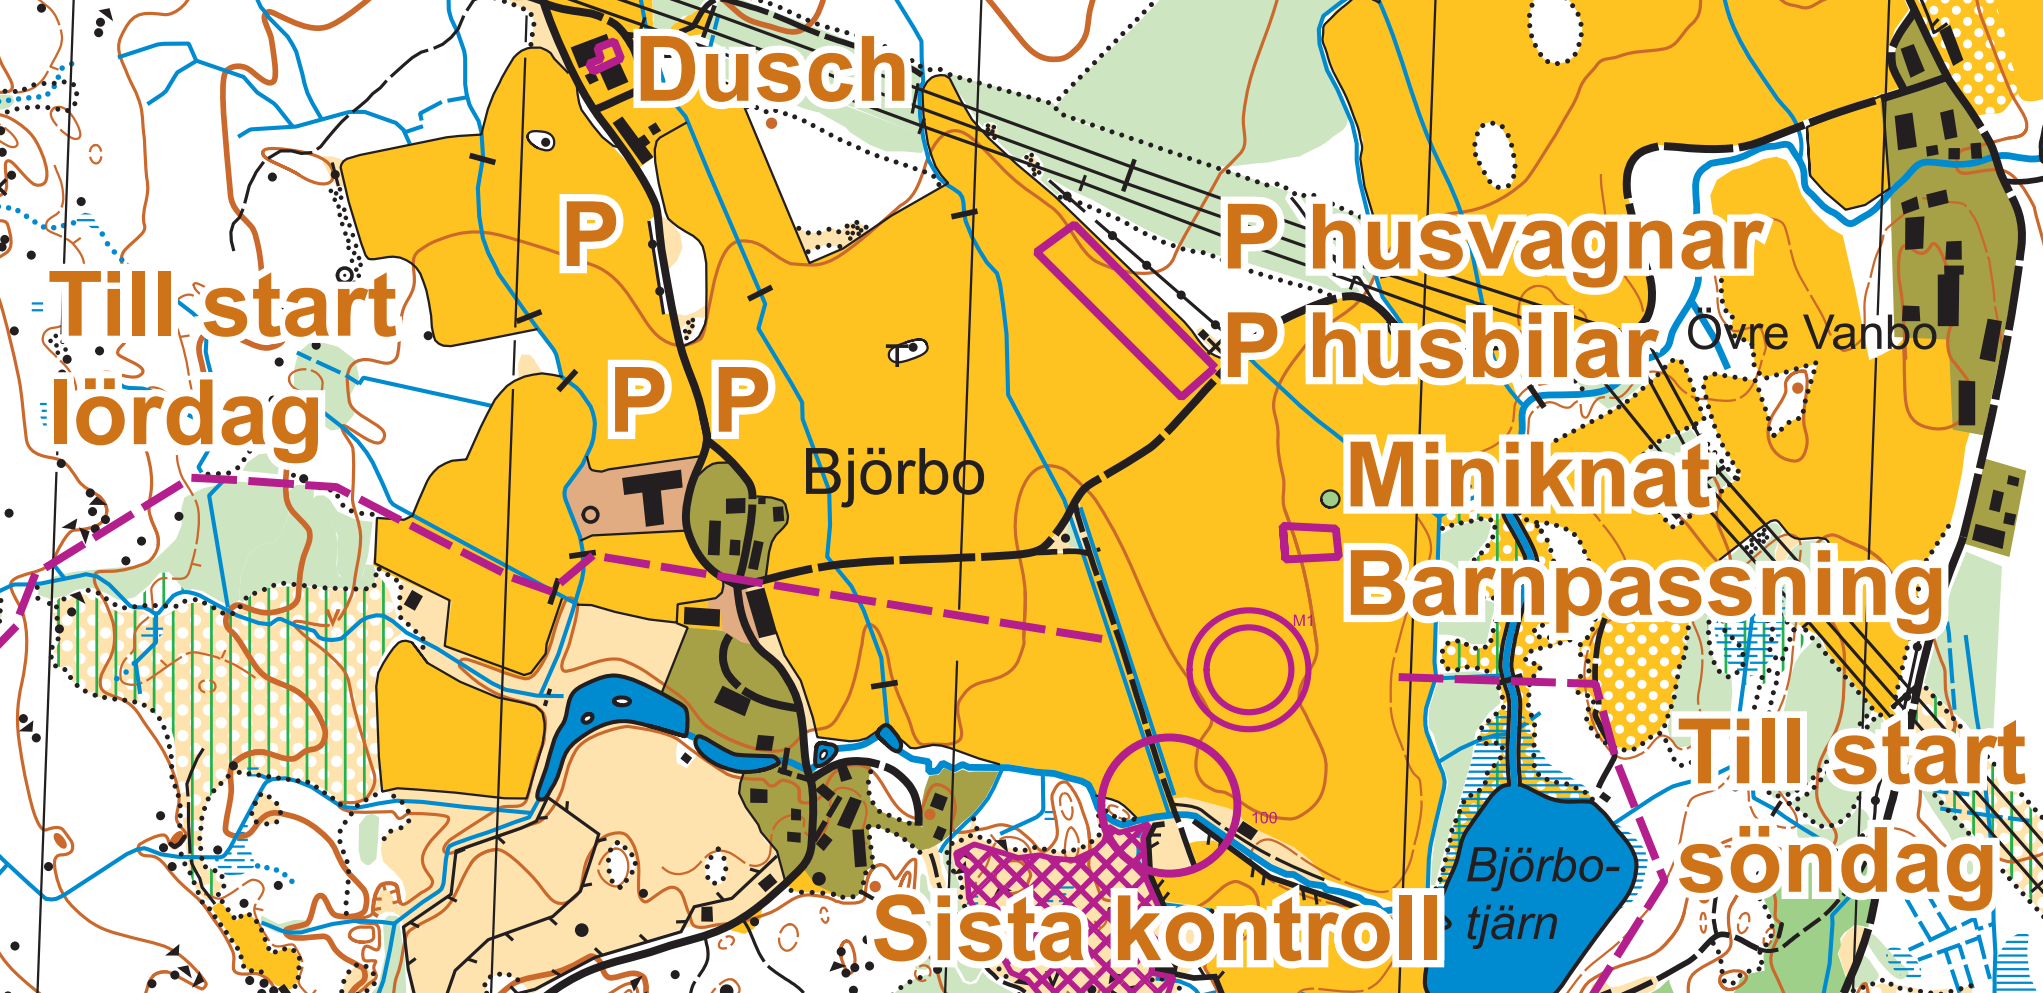 Dusch
P
P husvagnar
Till start
lördag
P husbilar
Övre Vanbo
P P
Björbo
Miniknat
Barnpassning
M1
Till start
söndag
100
Björbo-
tjärn
Sista kontroll